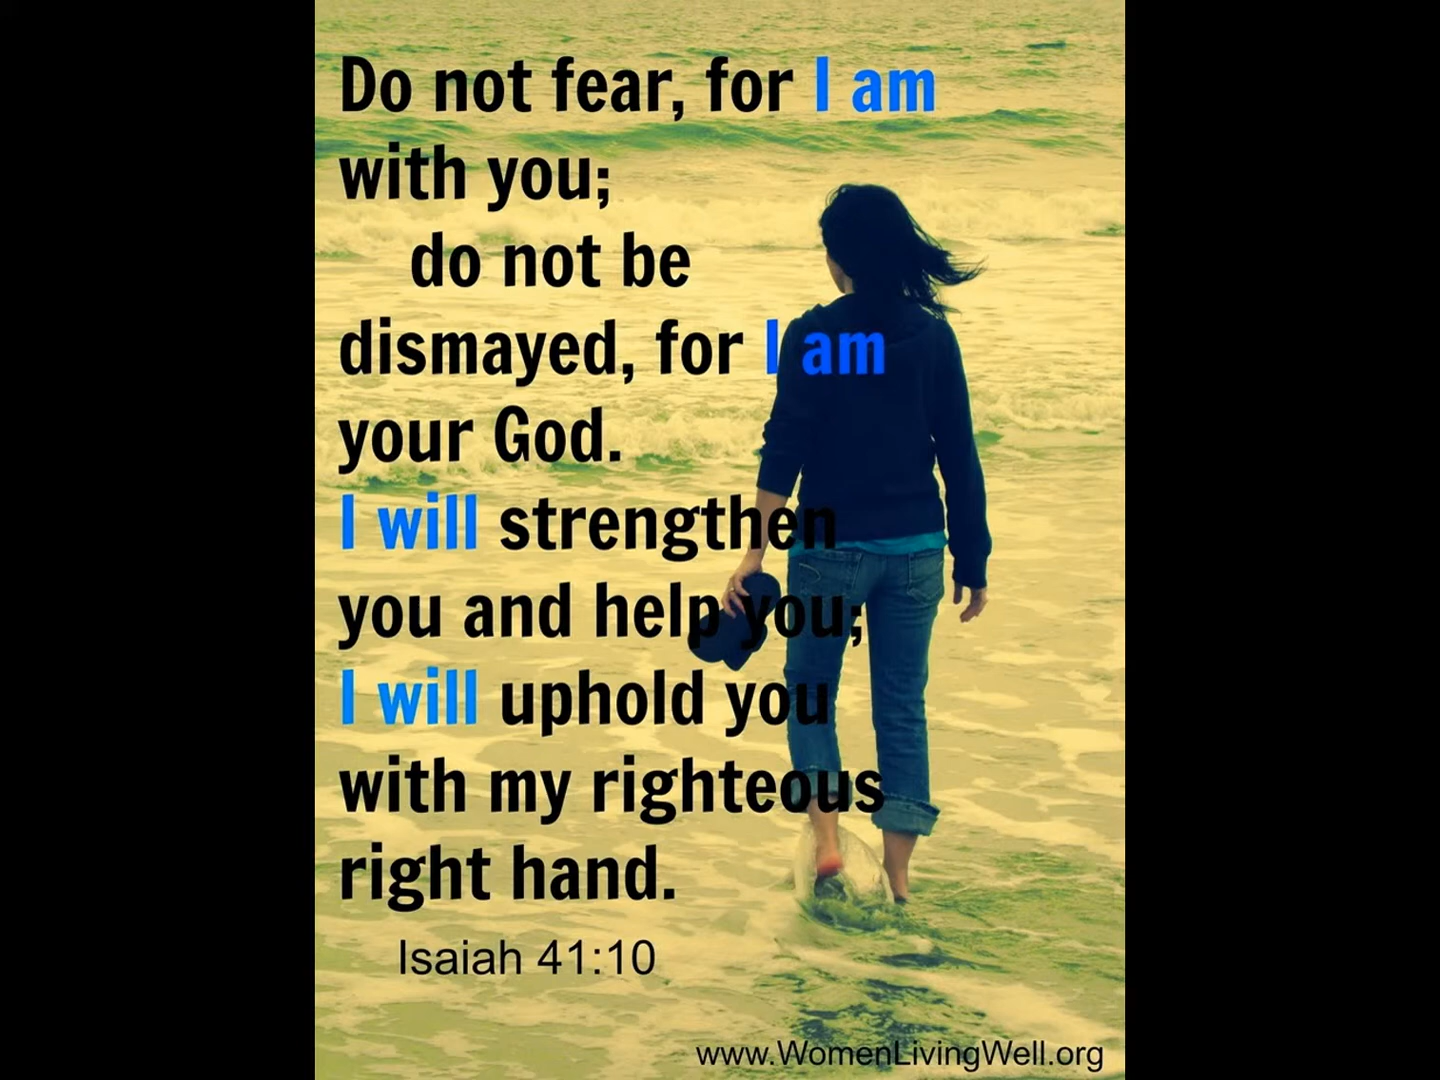 Do not fear, for I am
with you;
do not be
dismayed, for I am
your God.
I will strengthen
you and help you;
I will uphold you
with my righteous
right hand.
Isaiah 41:10
www.WomenLivingWell.org